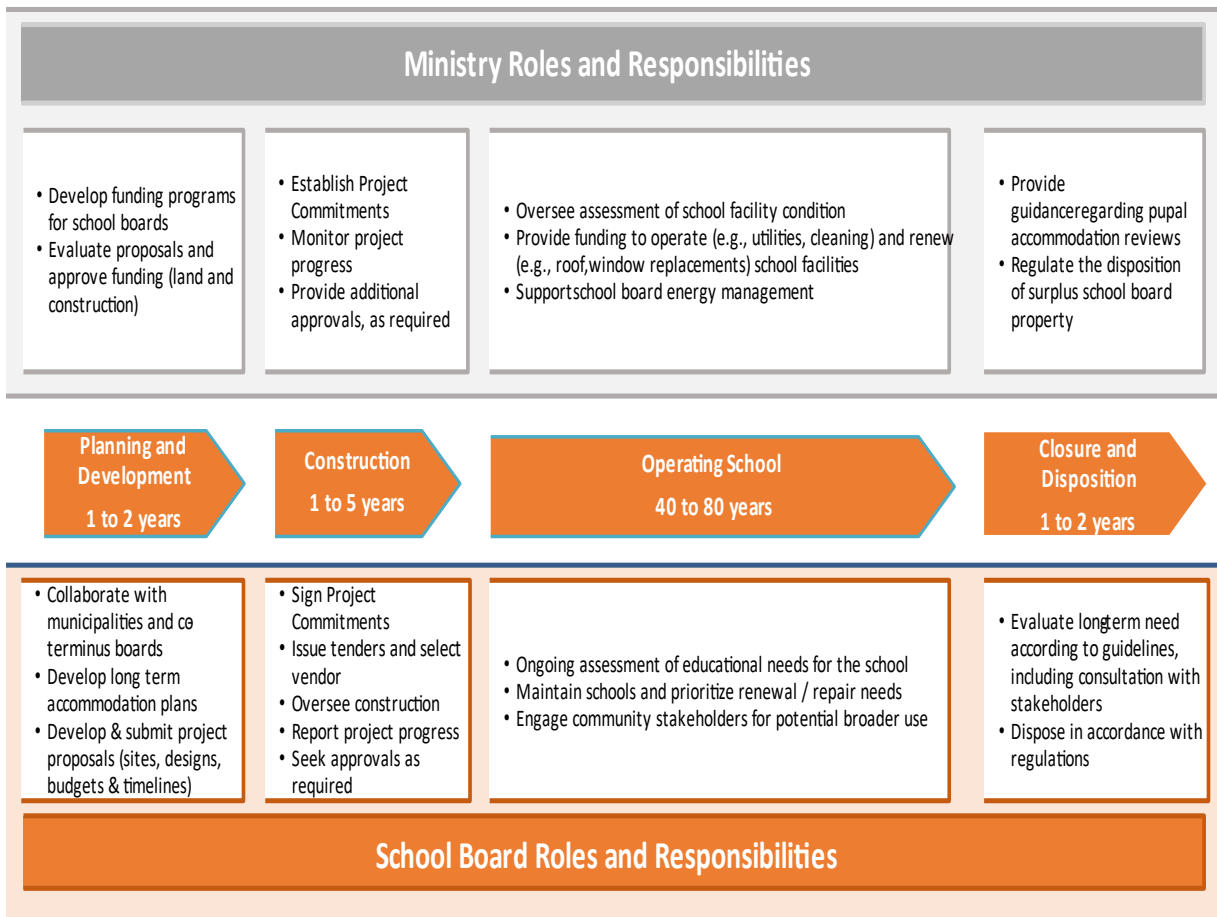 Ministry Roles and Responsibilities
• Develop funding programs
for school boards
• Evaluate proposals and
approve funding (land and
construction)
• Establish Project
Commitments
• Monitor project
progress
• Provide additional
approvals, as required
• Oversee assessment of school facility condition
• Provide funding to operate (e.g., utilities, cleaning) and renew
(e.g., roof,window replacements) school facilities
• Supportschool board energy management
• Provide
guidanceregarding pupal
accommodation reviews
• Regulate the disposition
of surplus school board
property
Planning and
Development
1 to 2 years
Construction
1 to 5 years
Operating School
40 to 80 years
Closure and
Disposition
1 to 2 years
• Collaborate with
municipalities and co-
terminus boards
• Develop long term
accommodation plans
• Develop & submit project
proposals (sites, designs,
budgets & timelines)
• Sign Project
Commitments
• Issue tenders and select
vendor
• Oversee construction
• Report project progress
• Seek approvals as
required
• Ongoing assessment of educational needs for the school
• Maintain schools and prioritize renewal / repair needs
• Engage community stakeholders for potential broader use
• Evaluate long-term need
according to guidelines,
including consultation with
stakeholders
• Dispose in accordance with
regulations
School Board Roles and Responsibilities